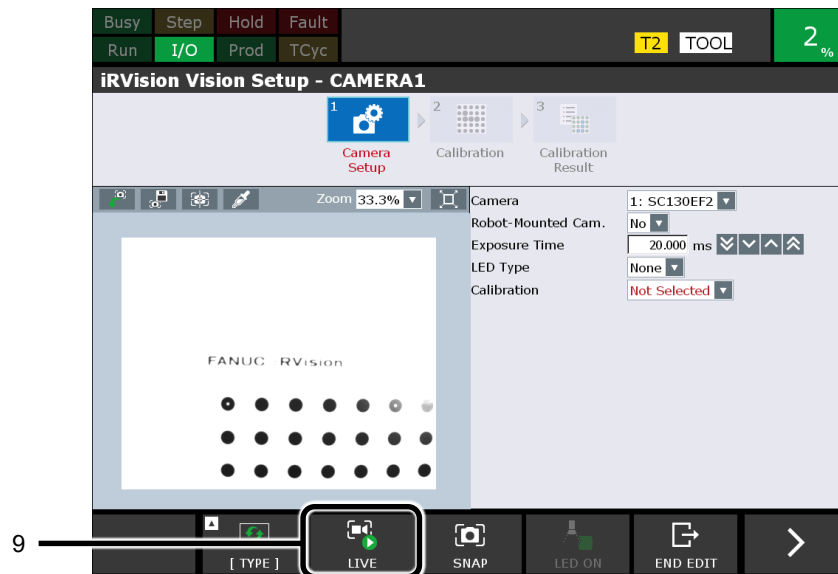 Busy Step Hold Fault
Run I/O Prod TCyc
T2 TOOL
2 %
iRVision Vision Setup - CAMERA1
1 2 3
Camera Setup
Calibration
Calibration Result
Zoom 33.3%
Camera 1: SC130EF2
Robot-Mounted Cam. No
Exposure Time 20.000 ms
LED Type None
Calibration Not Selected
FANUC RVision
9
[ TYPE ] LIVE SNAP LED ON END EDIT